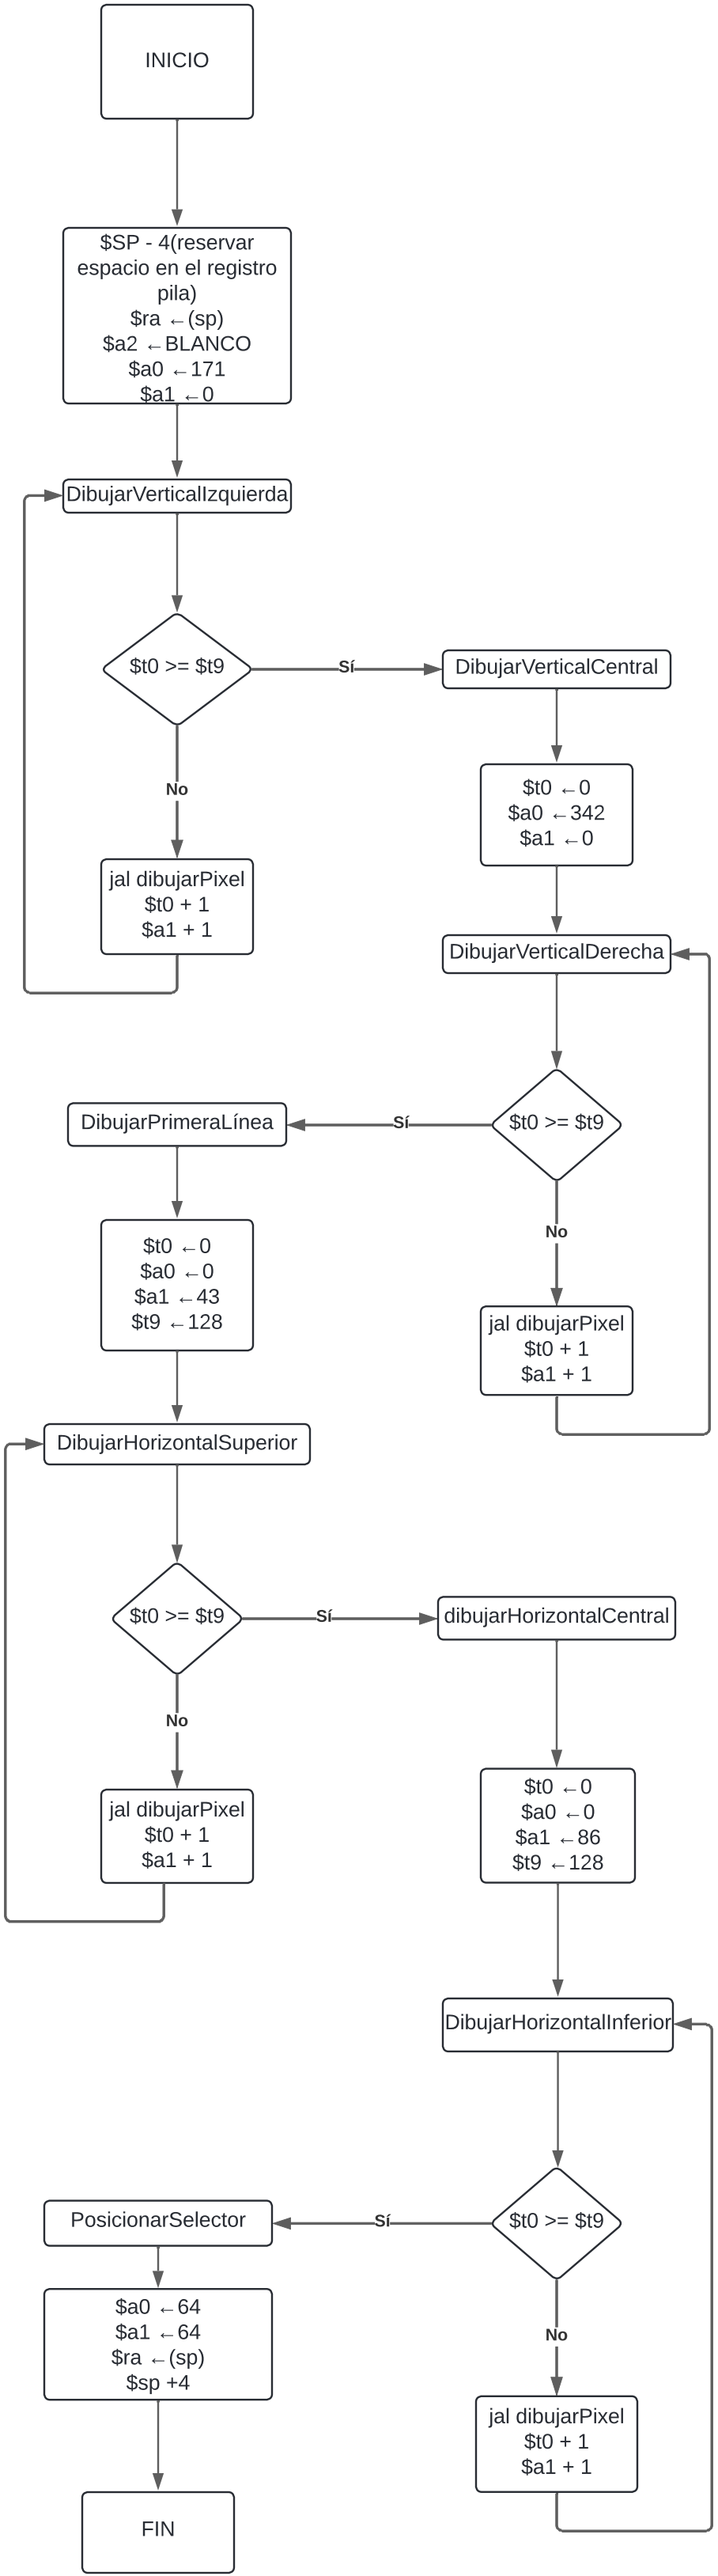 INICIO
$SP - 4(reservar
espacio en el registro
pila)
$ra ←(sp)
$a2 ←BLANCO
$a0 ←171
$a1 ←0
DibujarVerticalIzquierda
$t0 >= $t9
Sí
DibujarVerticalCentral
No
$t0 ←0
$a0 ←342
$a1 ←0
jal dibujarPixel
$t0 + 1
$a1 + 1
DibujarVerticalDerecha
$t0 >= $t9
Sí
DibujarPrimeraLínea
No
$t0 ←0
$a0 ←0
$a1 ←43
$t9 ←128
jal dibujarPixel
$t0 + 1
$a1 + 1
DibujarHorizontalSuperior
$t0 >= $t9
Sí
dibujarHorizontalCentral
No
$t0 ←0
$a0 ←0
$a1 ←86
$t9 ←128
jal dibujarPixel
$t0 + 1
$a1 + 1
DibujarHorizontalInferior
$t0 >= $t9
Sí
PosicionarSelector
No
$a0 ←64
$a1 ←64
$ra ←(sp)
$sp +4
jal dibujarPixel
$t0 + 1
$a1 + 1
FIN